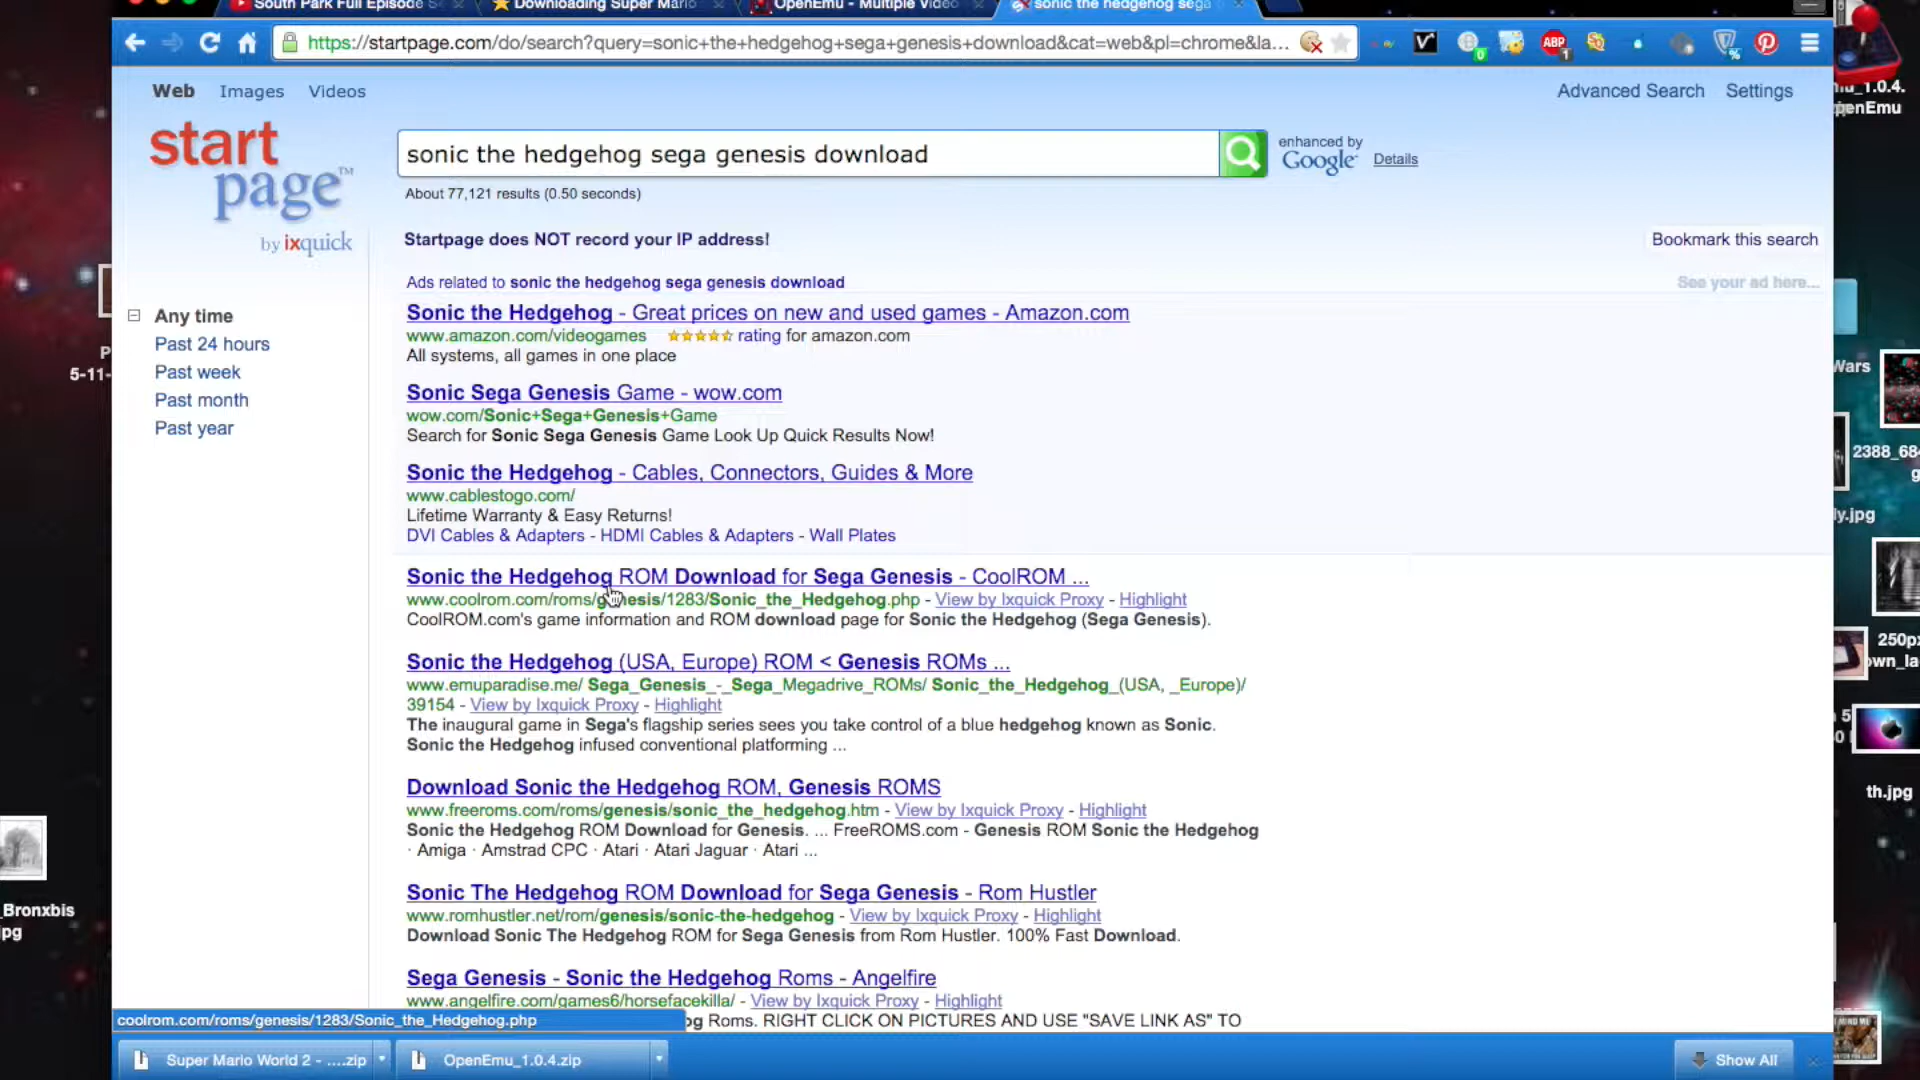 South Park Full Episode S
Downloading Super Mario
OpenEmu - Multiple Video
sonic the hedgehog sega
https://startpage.com/do/search?query=sonic+the+hedgehog+sega+genesis+download&cat=web&pl=chrome&la...
ABP
1
0
%
Web Images Videos
Advanced Search Settings
start
page™
by ixquick
sonic the hedgehog sega genesis download
enhanced by
Google
Details
About 77,121 results (0.50 seconds)
Startpage does NOT record your IP address!
Bookmark this search
Ads related to sonic the hedgehog sega genesis download
See your ad here...
Any time
Past 24 hours
Past week
Past month
Past year
Sonic the Hedgehog - Great prices on new and used games - Amazon.com
www.amazon.com/videogames rating for amazon.com
All systems, all games in one place
Sonic Sega Genesis Game - wow.com
wow.com/Sonic+Sega+Genesis+Game
Search for Sonic Sega Genesis Game Look Up Quick Results Now!
Sonic the Hedgehog - Cables, Connectors, Guides & More
www.cablestogo.com/
Lifetime Warranty & Easy Returns!
DVI Cables & Adapters - HDMI Cables & Adapters - Wall Plates
Sonic the Hedgehog ROM Download for Sega Genesis - CoolROM ...
www.coolrom.com/roms/genesis/1283/Sonic_the_Hedgehog.php - View by Ixquick Proxy - Highlight
CoolROM.com's game information and ROM download page for Sonic the Hedgehog (Sega Genesis).
Sonic the Hedgehog (USA, Europe) ROM < Genesis ROMs ...
www.emuparadise.me/ Sega_Genesis_-_Sega_Megadrive_ROMs/ Sonic_the_Hedgehog_(USA, _Europe)/
39154 - View by Ixquick Proxy - Highlight
The inaugural game in Sega's flagship series sees you take control of a blue hedgehog known as Sonic.
Sonic the Hedgehog infused conventional platforming ...
Download Sonic the Hedgehog ROM, Genesis ROMS
www.freeroms.com/roms/genesis/sonic_the_hedgehog.htm - View by Ixquick Proxy - Highlight
Sonic the Hedgehog ROM Download for Genesis. ... FreeROMS.com - Genesis ROM Sonic the Hedgehog
· Amiga · Amstrad CPC · Atari · Atari Jaguar · Atari ...
Sonic The Hedgehog ROM Download for Sega Genesis - Rom Hustler
www.romhustler.net/rom/genesis/sonic-the-hedgehog - View by Ixquick Proxy - Highlight
Download Sonic The Hedgehog ROM for Sega Genesis from Rom Hustler. 100% Fast Download.
Sega Genesis - Sonic the Hedgehog Roms - Angelfire
www.angelfire.com/games6/horsefacekilla/ - View by Ixquick Proxy - Highlight
og Roms. RIGHT CLICK ON PICTURES AND USE "SAVE LINK AS" TO
coolrom.com/roms/genesis/1283/Sonic_the_Hedgehog.php
Super Mario World 2 - ....zip
OpenEmu_1.0.4.zip
Show All
P
5-11-
_Bronxbis
jpg
_1.0.4.
penEmu
Wars
2388_68
g
ly.jpg
250px
own_la
5
0
th.jpg